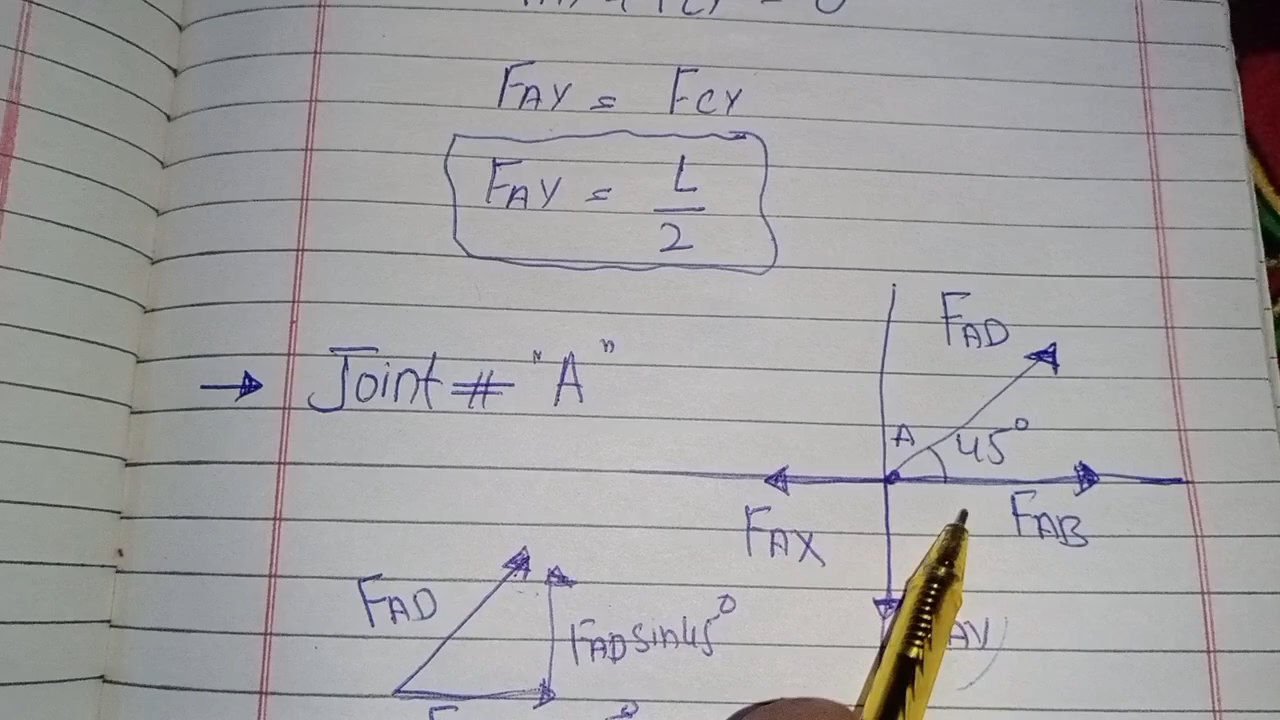 FAY = FCY
FAY = L/2
→ Joint # "A"
FAD
A 45°
FAX
FAB
FAD
FAD sin45°